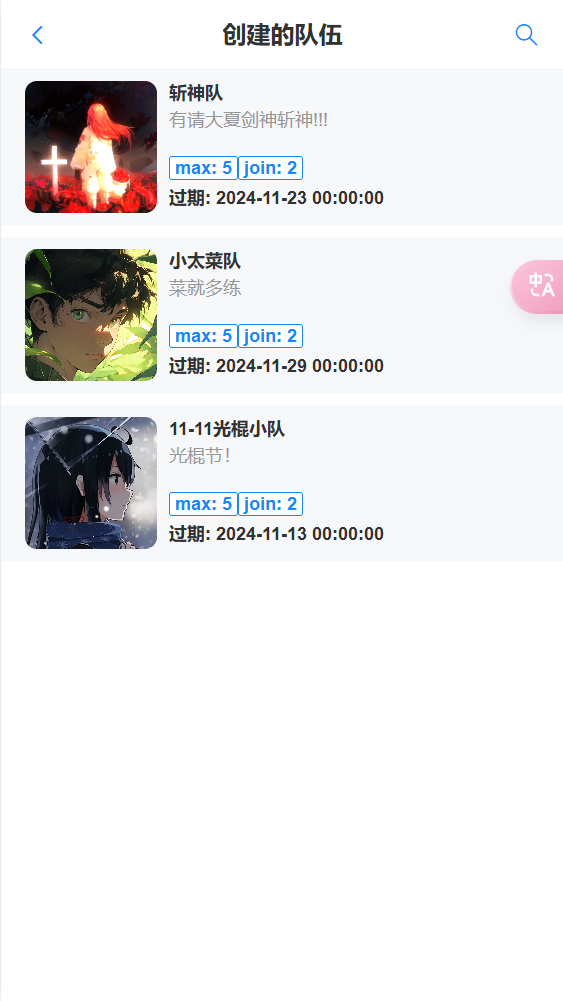 创建的队伍
斩神队
有请大夏剑神斩神!!!
max: 5 join: 2
过期: 2024-11-23 00:00:00
小太菜队
菜就多练
max: 5 join: 2
过期: 2024-11-29 00:00:00
中A
11-11光棍小队
光棍节!
max: 5 join: 2
过期: 2024-11-13 00:00:00